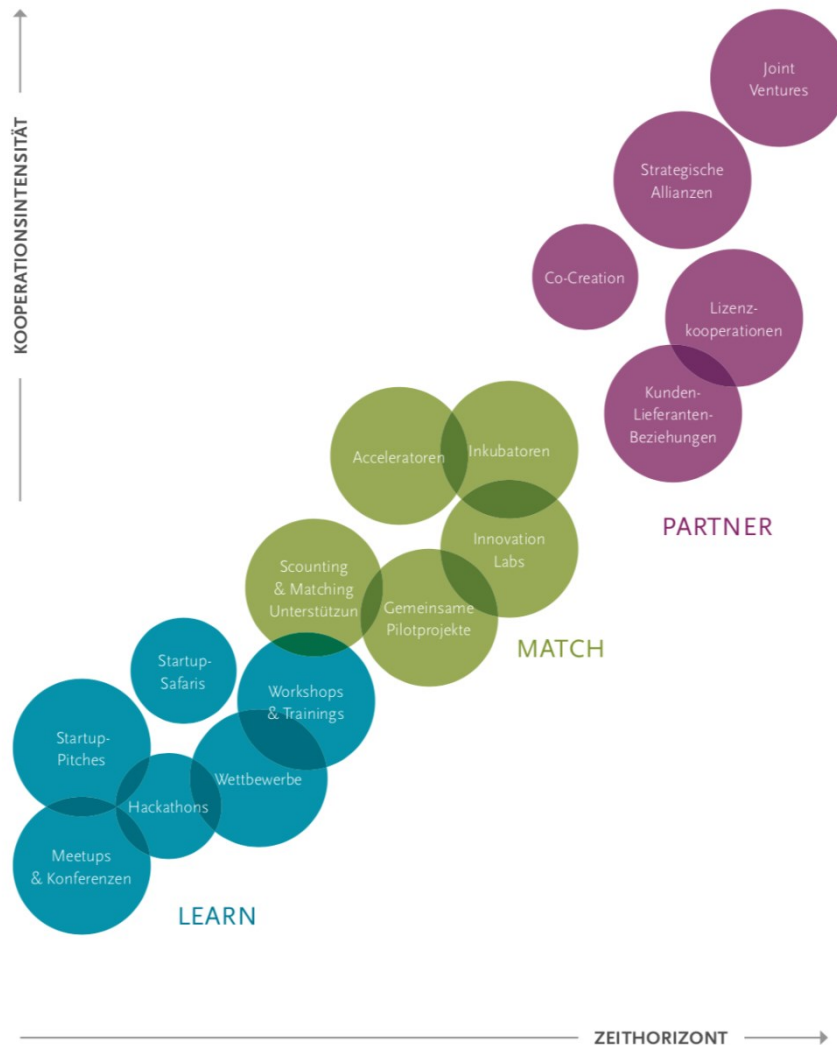 KOOPERATIONSINTENSITÄT
Joint
Ventures
Strategische
Allianzen
Co-Creation
Lizenz-
kooperationen
Kunden-
Lieferanten-
Beziehungen
PARTNER
Acceleratoren
Inkubatoren
Innovation
Labs
Scounting
& Matching
Unterstützun
Gemeinsame
Pilotprojekte
MATCH
Startup-
Safaris
Workshops
& Trainings
Startup-
Pitches
Hackathons
Wettbewerbe
Meetups
& Konferenzen
LEARN
ZEITHORIZONT